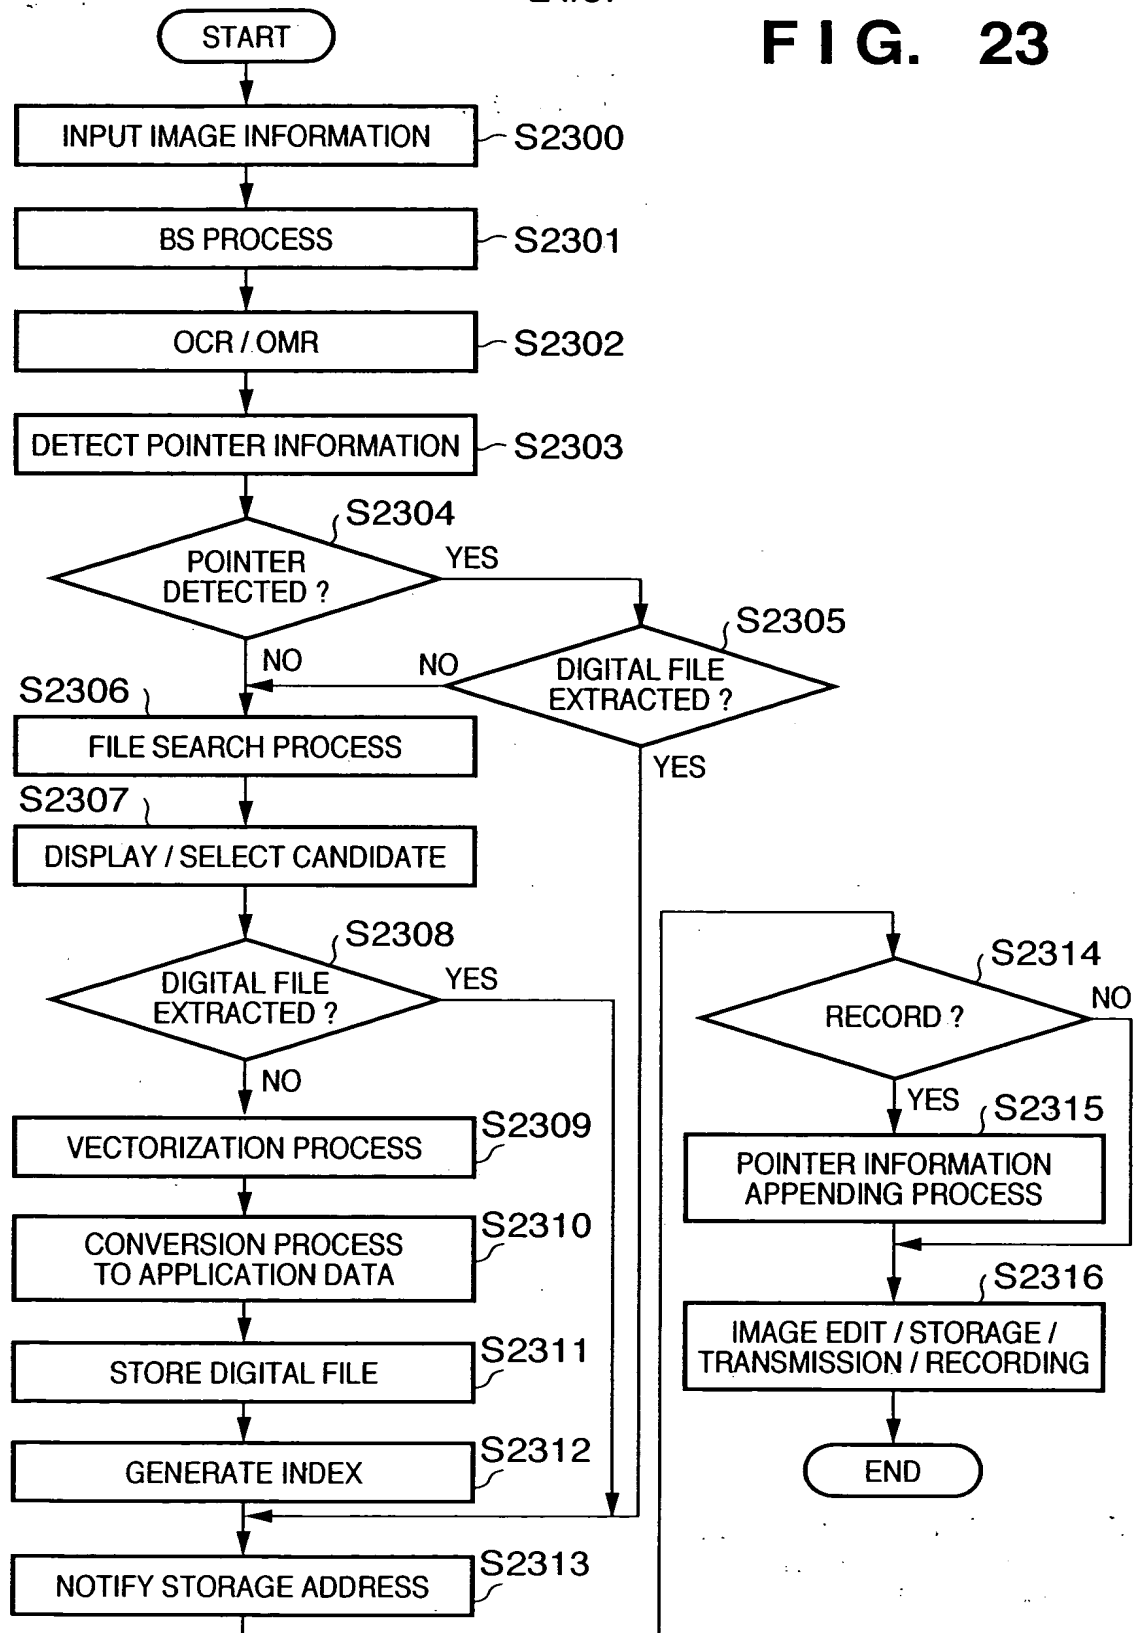 FIG. 23
START
INPUT IMAGE INFORMATION
S2300
BS PROCESS
S2301
OCR / OMR
S2302
DETECT POINTER INFORMATION
S2303
S2304
POINTER
DETECTED ?
YES
NO
S2305
DIGITAL FILE
EXTRACTED ?
NO
YES
S2306
FILE SEARCH PROCESS
S2307
DISPLAY / SELECT CANDIDATE
S2308
DIGITAL FILE
EXTRACTED ?
YES
NO
S2309
VECTORIZATION PROCESS
S2310
CONVERSION PROCESS
TO APPLICATION DATA
S2311
STORE DIGITAL FILE
S2312
GENERATE INDEX
S2313
NOTIFY STORAGE ADDRESS
S2314
RECORD ?
NO
YES
S2315
POINTER INFORMATION
APPENDING PROCESS
S2316
IMAGE EDIT / STORAGE /
TRANSMISSION / RECORDING
END